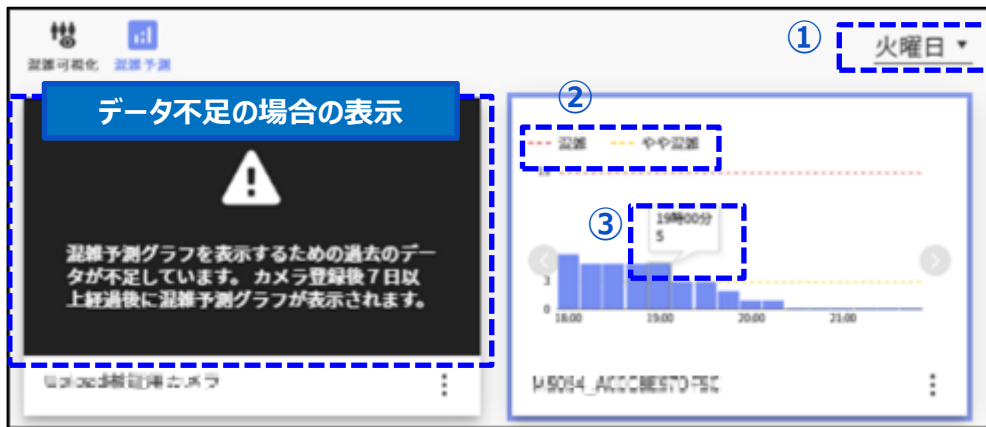 ①
火曜日
混雑可視化 混雑予測
データ不足の場合の表示
混雑予測グラフを表示するための過去のデー
タが不足しています。カメラ登録後７日以
上経過後に混雑予測グラフが表示されます。
カメラ
②
混雑 やや混雑
③
19時00分
5
3
0
18:00 19:00 20:00 21:00